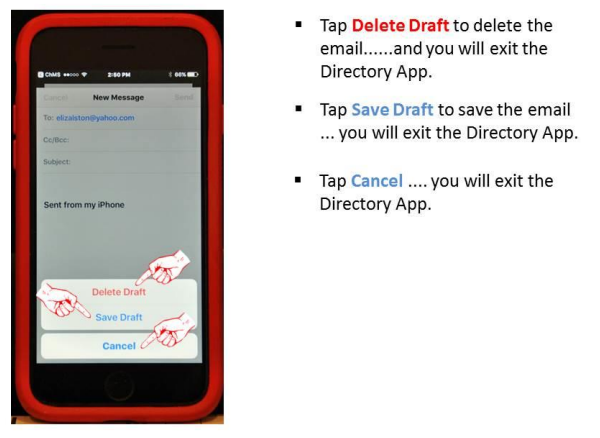 ChMS 2:50 PM 66%
Cancel New Message Send
To: elizalston@yahoo.com
Cc/Bcc:
Subject:
Sent from my iPhone
Delete Draft
Save Draft
Cancel
▪ Tap Delete Draft to delete the
email......and you will exit the
Directory App.
▪ Tap Save Draft to save the email
... you will exit the Directory App.
▪ Tap Cancel .... you will exit the
Directory App.